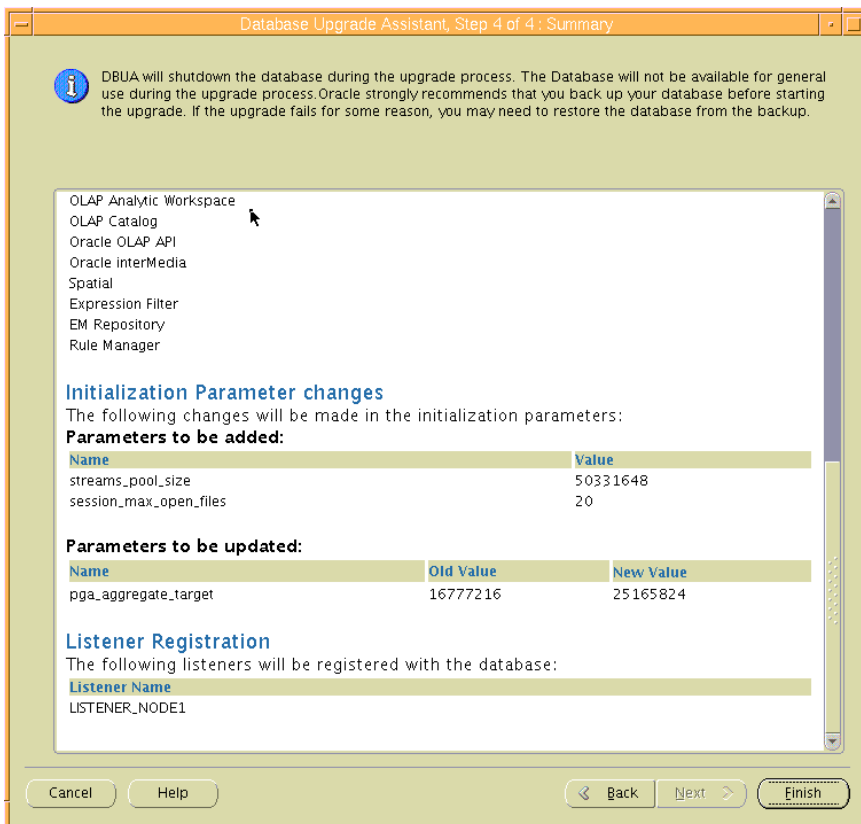 Database Upgrade Assistant, Step 4 of 4 : Summary
DBUA will shutdown the database during the upgrade process. The Database will not be available for general
use during the upgrade process.Oracle strongly recommends that you back up your database before starting
the upgrade. If the upgrade fails for some reason, you may need to restore the database from the backup.
OLAP Analytic Workspace
OLAP Catalog
Oracle OLAP API
Oracle interMedia
Spatial
Expression Filter
EM Repository
Rule Manager
Initialization Parameter changes
The following changes will be made in the initialization parameters:
Parameters to be added:
Name Value
streams_pool_size 50331648
session_max_open_files 20
Parameters to be updated:
Name Old Value New Value
pga_aggregate_target 16777216 25165824
Listener Registration
The following listeners will be registered with the database:
Listener Name
LISTENER_NODE1
Cancel Help Back Next Finish